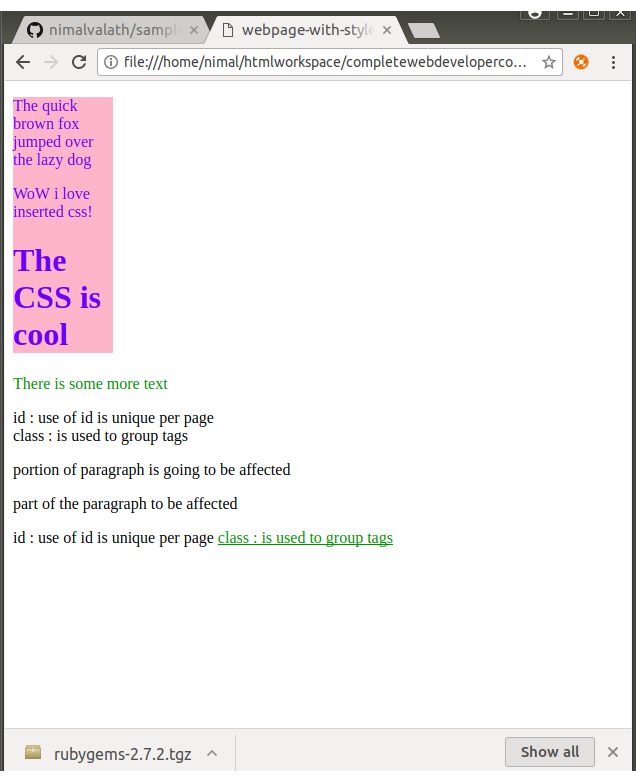 nimalvalath/sampl
webpage-with-style
file:///home/nimal/htmlworkspace/completewebdeveloperco...
The quick
brown fox
jumped over
the lazy dog
WoW i love
inserted css!
The
CSS is
cool
There is some more text
id : use of id is unique per page
class : is used to group tags
portion of paragraph is going to be affected
part of the paragraph to be affected
id : use of id is unique per page class : is used to group tags
rubygems-2.7.2.tgz
Show all